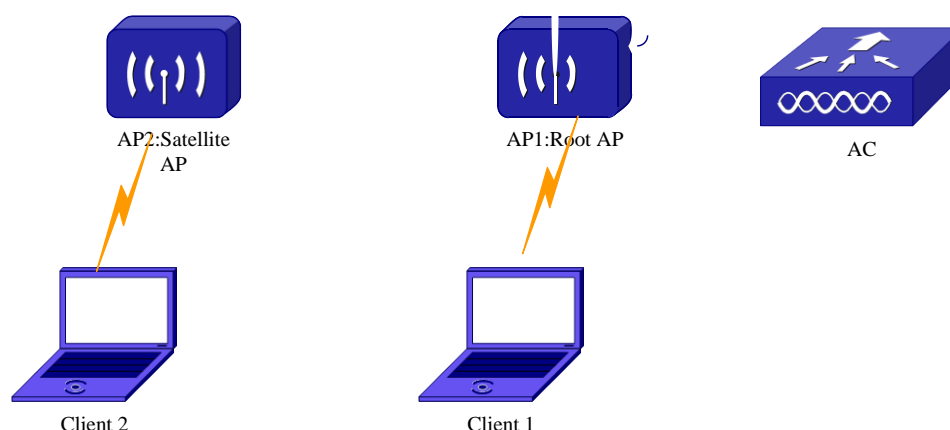 AP2:Satellite
AP
AP1:Root AP
AC
Client 2
Client 1